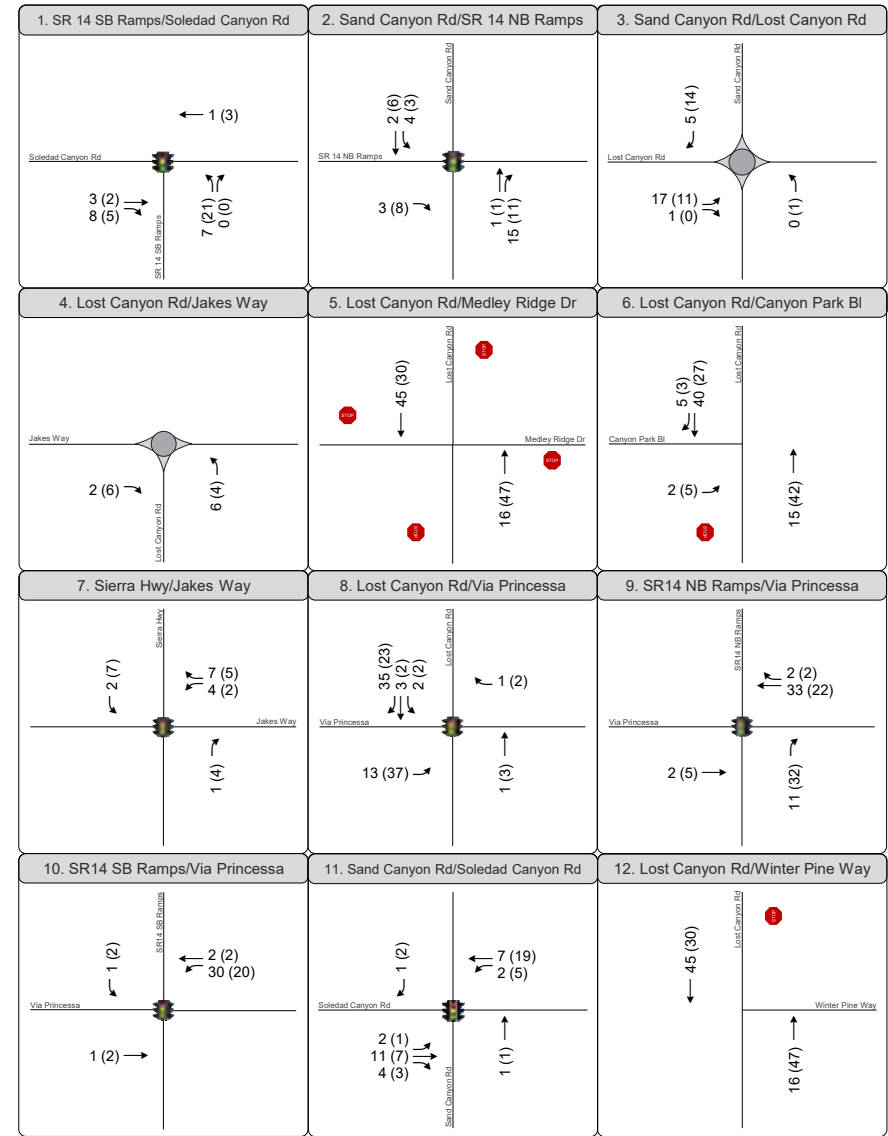 1. SR 14 SB Ramps/Soledad Canyon Rd
1 (3)
Soledad Canyon Rd
3 (2)
8 (5)
7 (21)
0 (0)
SR 14 SB Ramps
2. Sand Canyon Rd/SR 14 NB Ramps
Sand Canyon Rd
2 (6)
4 (3)
SR 14 NB Ramps
3 (8)
1 (1)
15 (11)
3. Sand Canyon Rd/Lost Canyon Rd
Sand Canyon Rd
5 (14)
Lost Canyon Rd
17 (11)
1 (0)
0 (1)
4. Lost Canyon Rd/Jakes Way
Jakes Way
2 (6)
6 (4)
Lost Canyon Rd
5. Lost Canyon Rd/Medley Ridge Dr
Lost Canyon Rd
STOP
45 (30)
STOP
Medley Ridge Dr
STOP
16 (47)
STOP
6. Lost Canyon Rd/Canyon Park Bl
Lost Canyon Rd
5 (3)
40 (27)
Canyon Park Bl
2 (5)
15 (42)
STOP
7. Sierra Hwy/Jakes Way
Sierra Hwy
2 (7)
7 (5)
4 (2)
Jakes Way
1 (4)
8. Lost Canyon Rd/Via Princessa
Lost Canyon Rd
35 (23)
3 (2)
2 (2)
1 (2)
Via Princessa
13 (37)
1 (3)
9. SR14 NB Ramps/Via Princessa
SR14 NB Ramps
2 (2)
33 (22)
Via Princessa
2 (5)
11 (32)
10. SR14 SB Ramps/Via Princessa
SR14 SB Ramps
1 (2)
2 (2)
30 (20)
Via Princessa
1 (2)
11. Sand Canyon Rd/Soledad Canyon Rd
1 (2)
7 (19)
2 (5)
Soledad Canyon Rd
2 (1)
11 (7)
4 (3)
1 (1)
Sand Canyon Rd
12. Lost Canyon Rd/Winter Pine Way
Lost Canyon Rd
STOP
45 (30)
Winter Pine Way
16 (47)